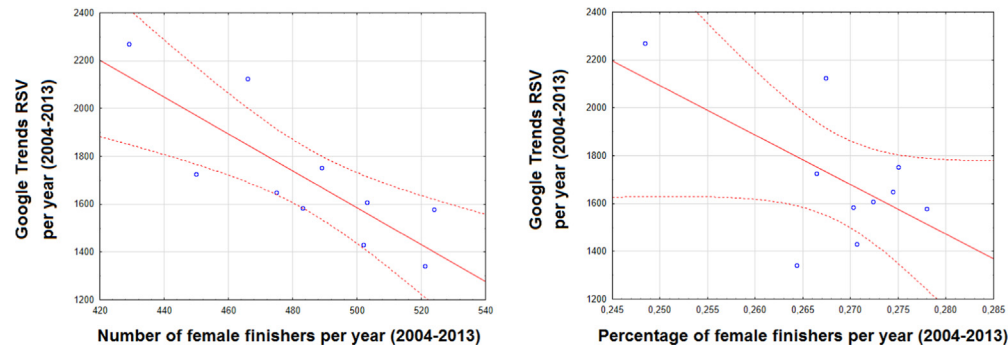 2400
2200
2000
1800
1600
1400
1200
420 440 460 480 500 520 540
Google Trends RSV
per year (2004-2013)
Number of female finishers per year (2004-2013)
2400
2200
2000
1800
1600
1400
1200
0,245 0,250 0,255 0,260 0,265 0,270 0,275 0,280 0,285
Google Trends RSV
per year (2004-2013)
Percentage of female finishers per year (2004-2013)